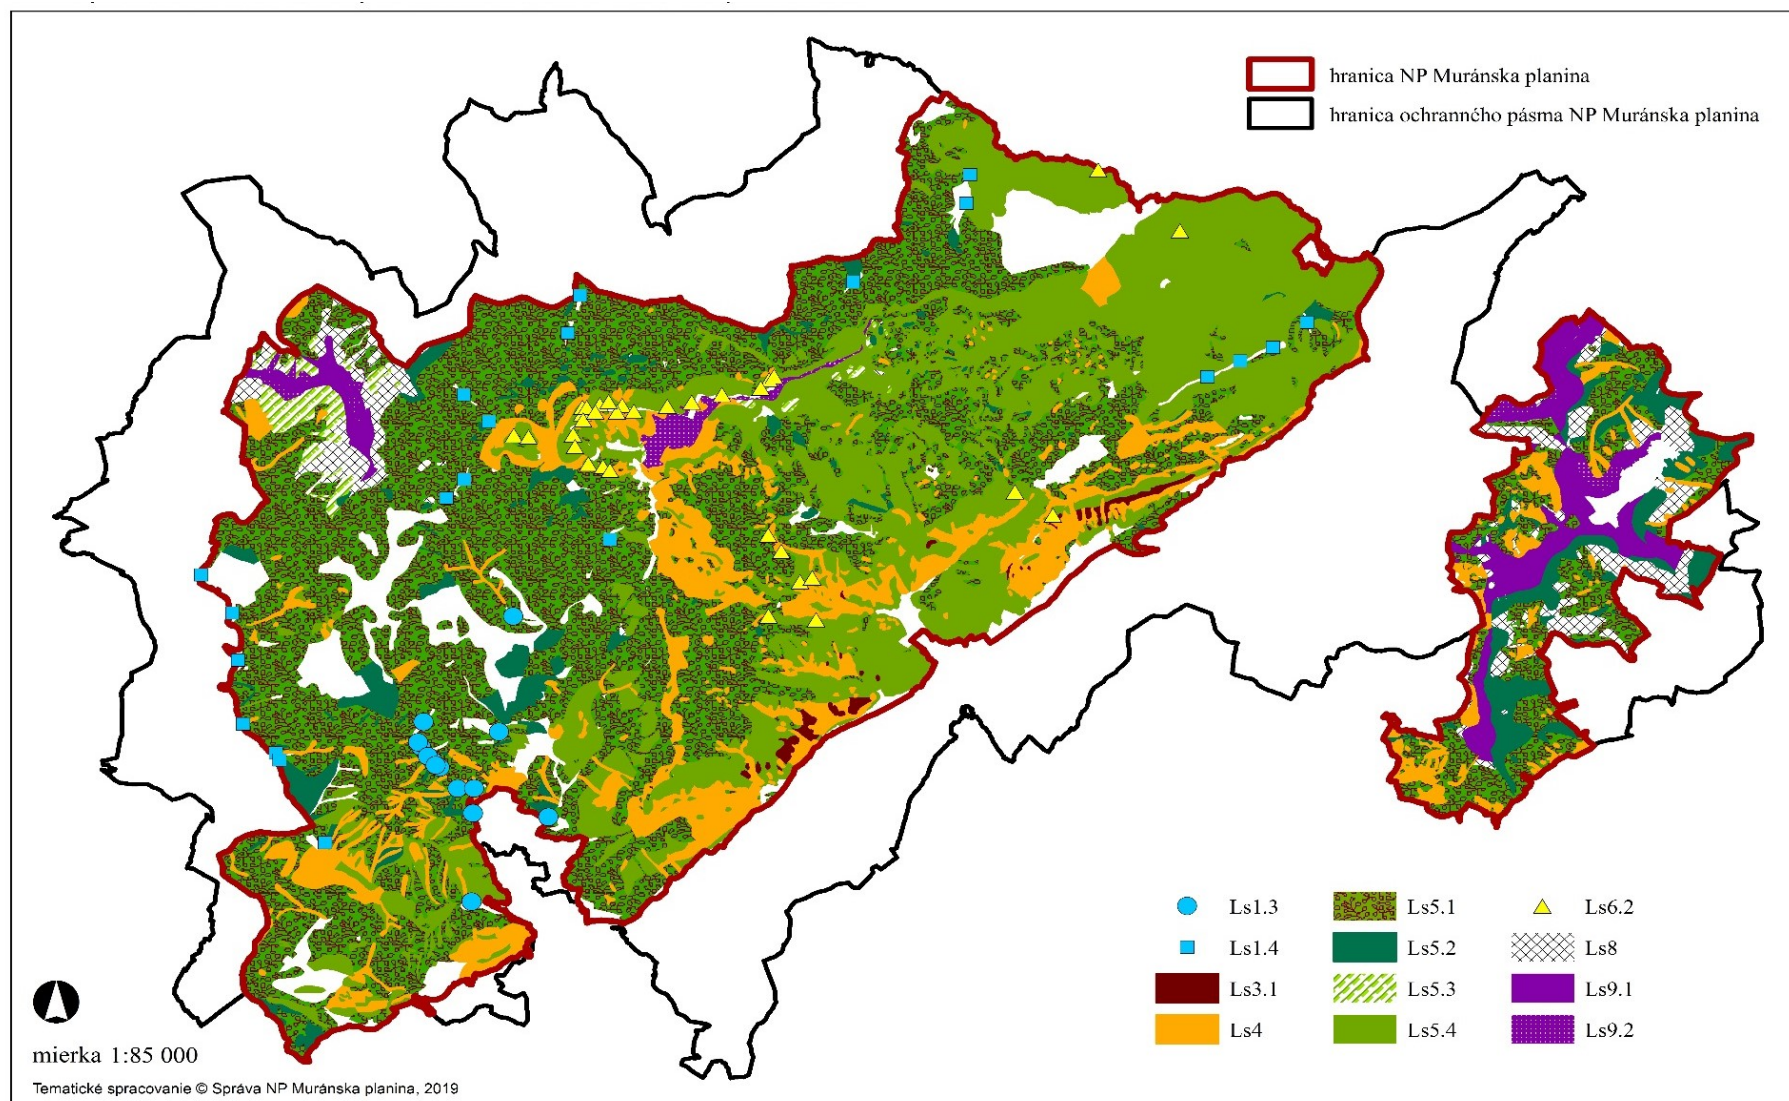 hranica NP Muránska planina
hranica ochranného pásma NP Muránska planina
Ls1.3
Ls1.4
Ls3.1
Ls4
Ls5.1
Ls5.2
Ls5.3
Ls5.4
Ls6.2
Ls8
Ls9.1
Ls9.2
mierka 1:85 000
Tematické spracovanie © Správa NP Muránska planina, 2019